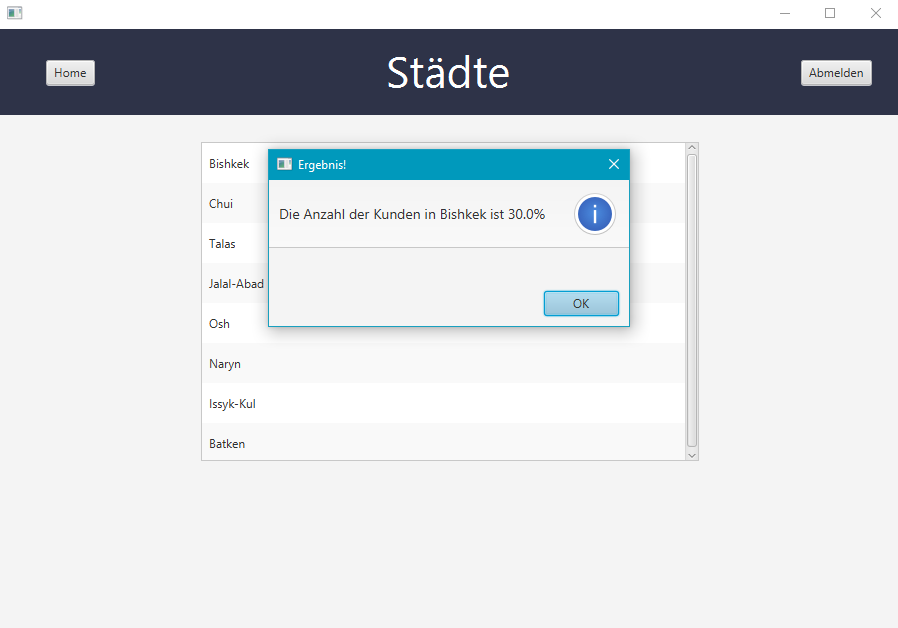 Home
Städte
Abmelden
Bishkek
Chui
Talas
Jalal-Abad
Osh
Naryn
Issyk-Kul
Batken
Ergebnis!
Die Anzahl der Kunden in Bishkek ist 30.0%
OK